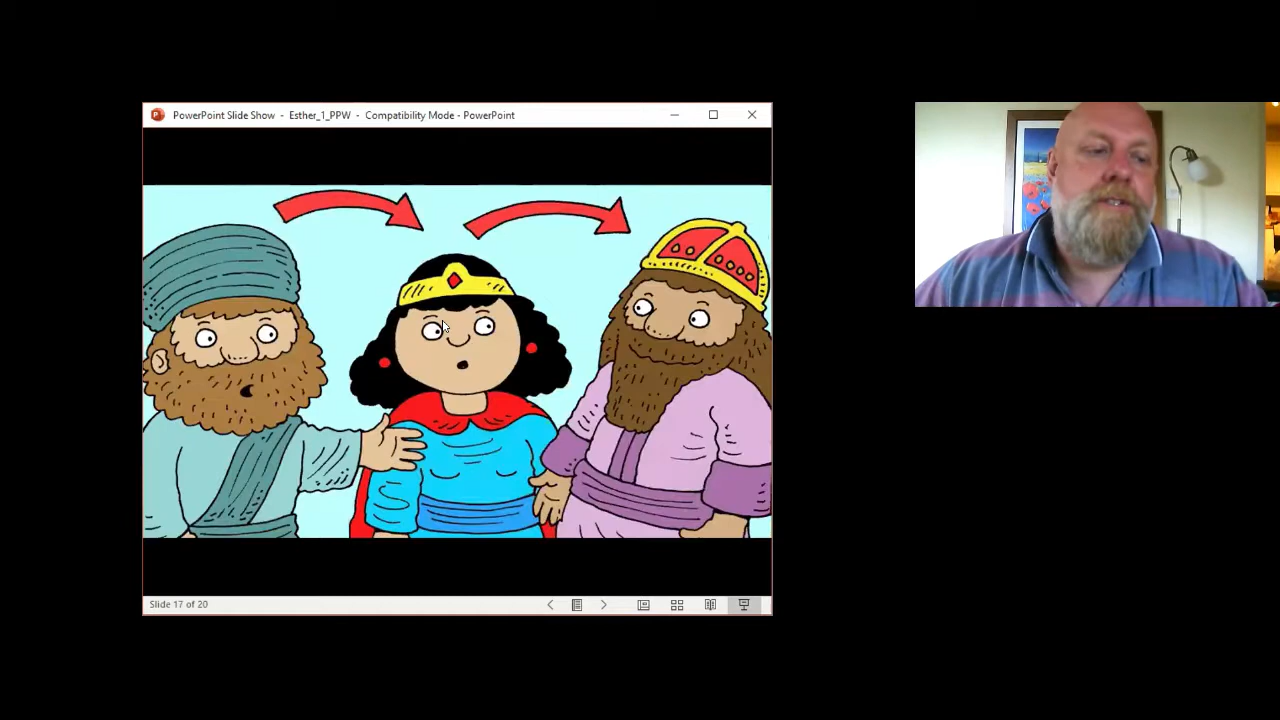 PowerPoint Slide Show - Esther_1_PPW - Compatibility Mode - PowerPoint
Slide 17 of 20